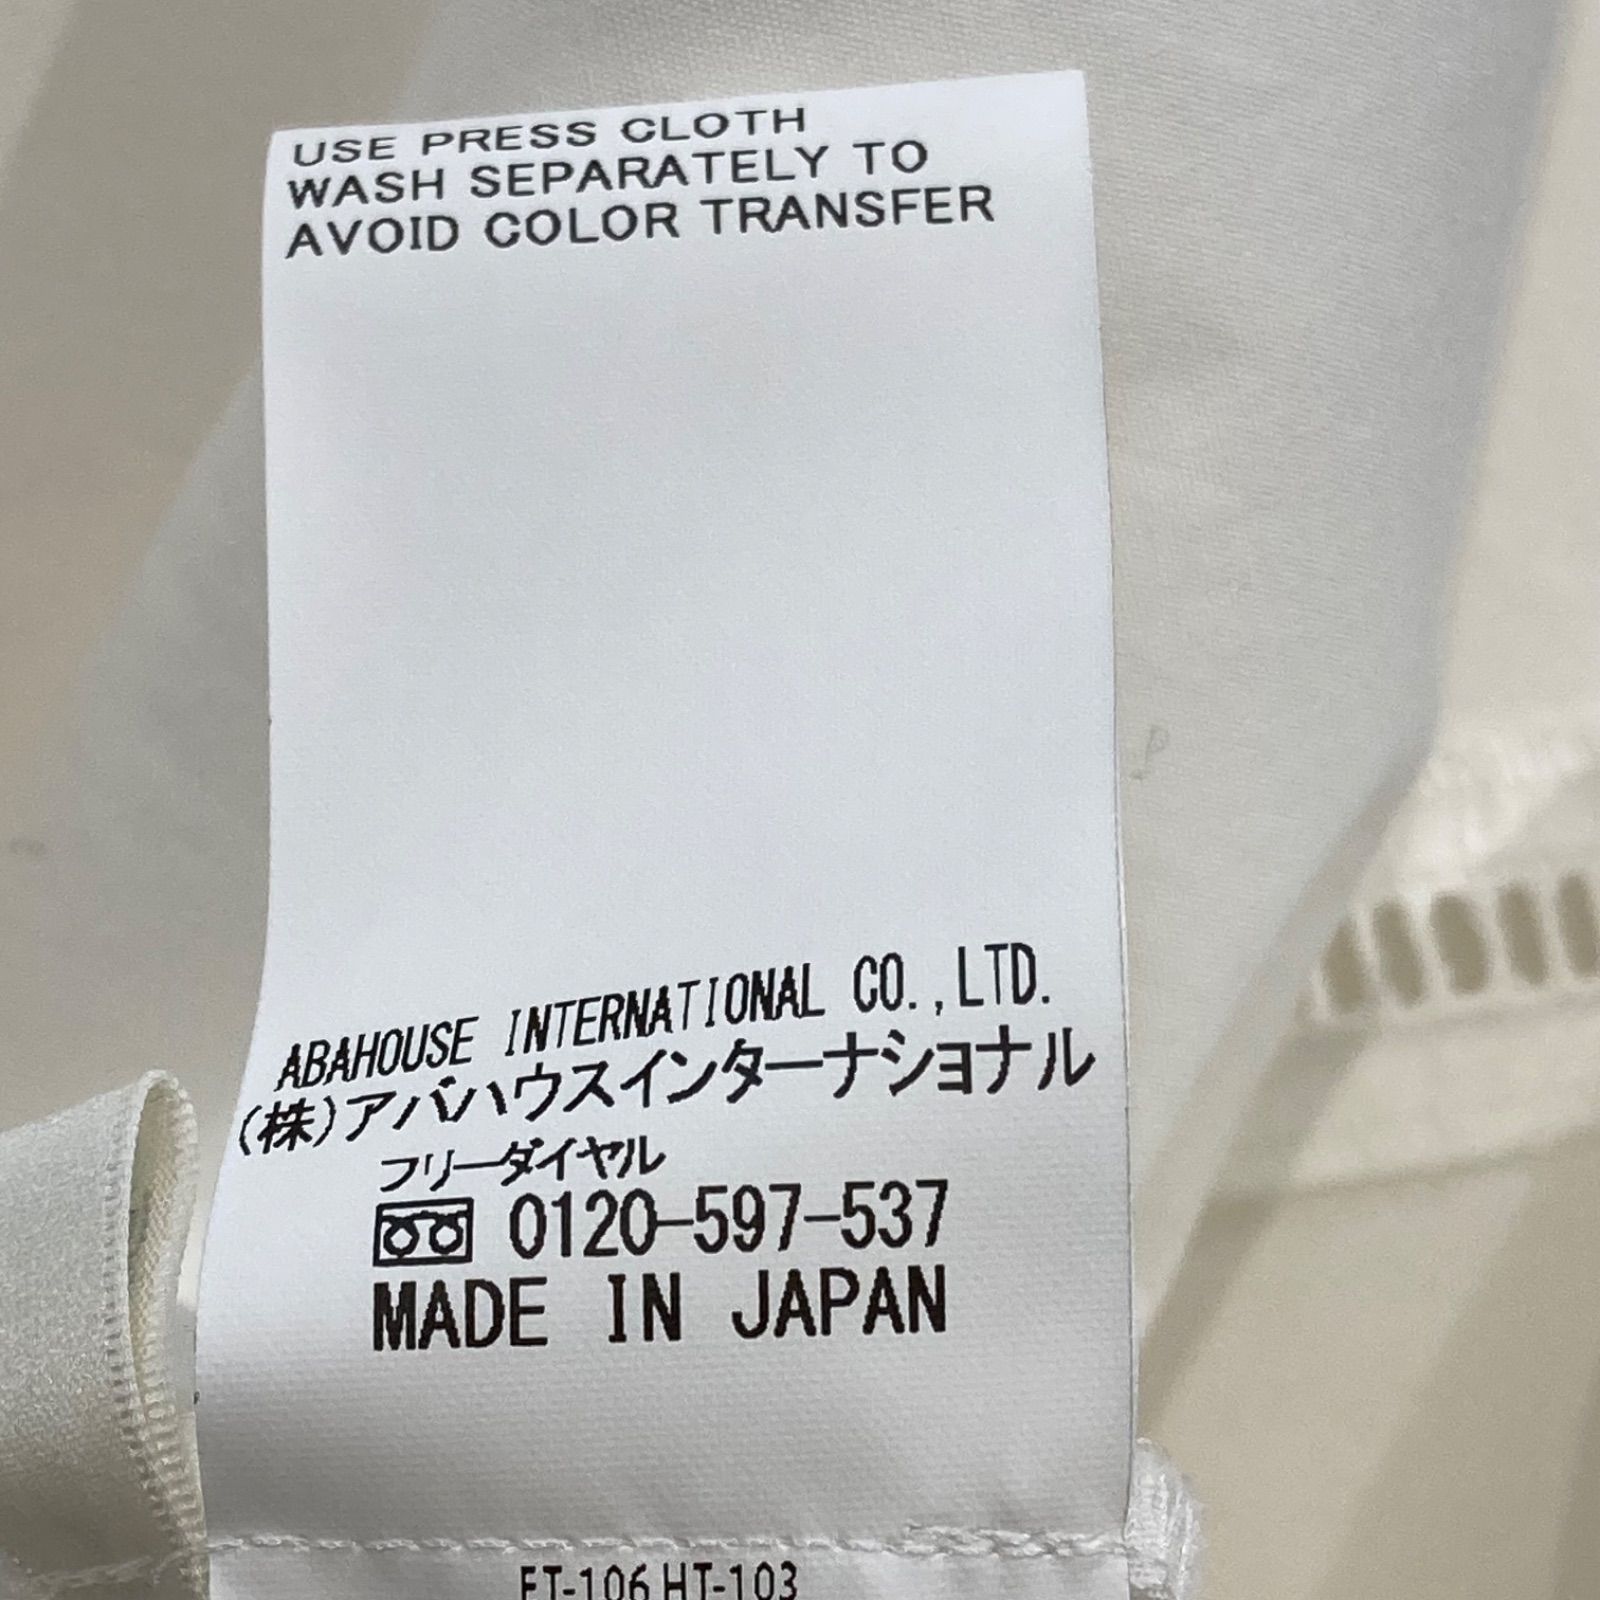 USE PRESS CLOTH
WASH SEPARATELY TO
AVOID COLOR TRANSFER
ABAHOUSE INTERNATIONAL CO.,LTD.
(株)アバハウスインターナショナル
フリーダイヤル
0120-597-537
MADE IN JAPAN
HT-103